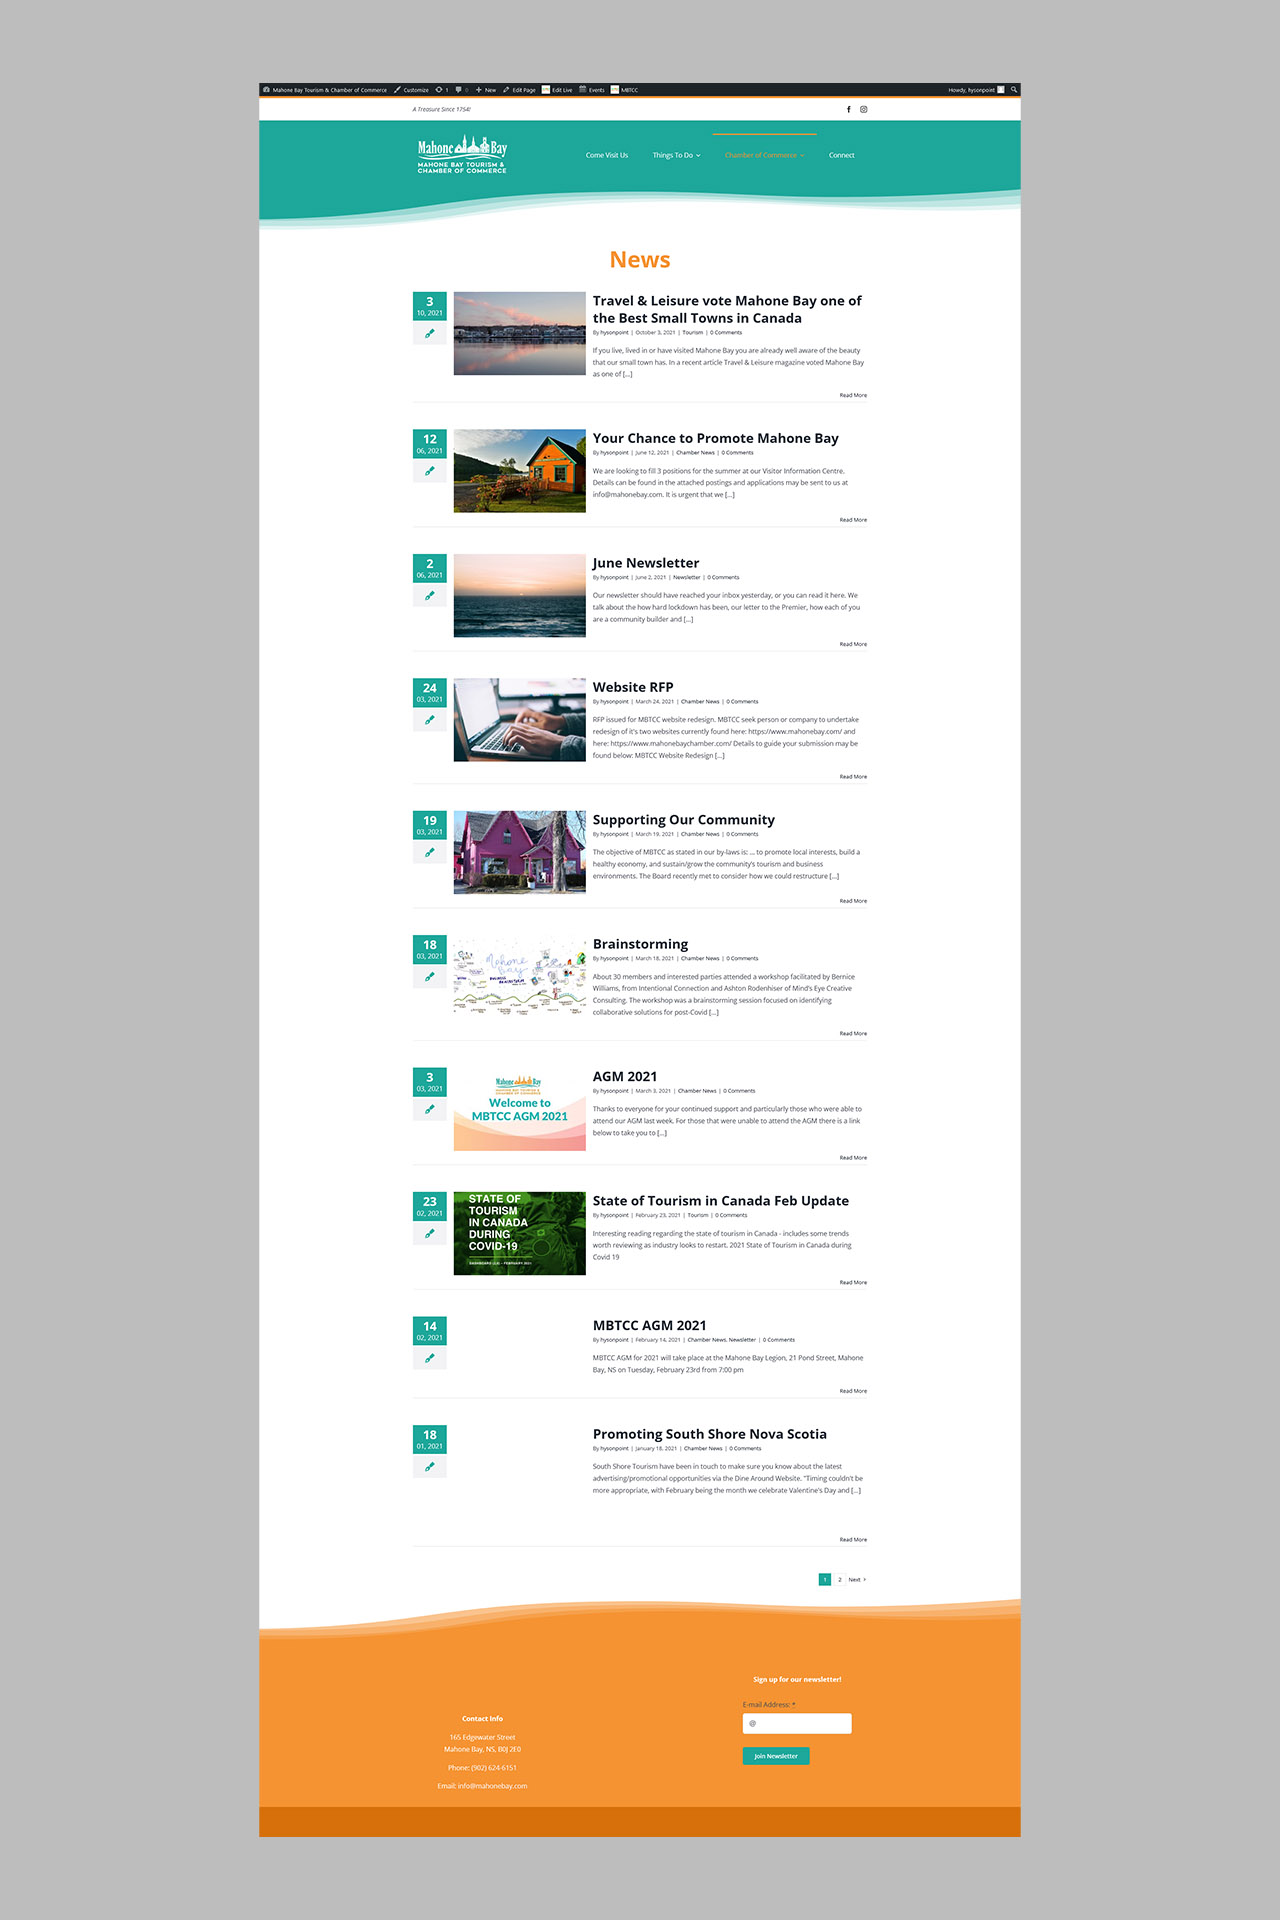 Mahone Bay Tourism & Chamber of Commerce Customize 1 0 New Edit Page Edit Live Events MBTCC Howdy, hysonpoint
A Treasure Since 1754!
Mahone Bay
MAHONE BAY TOURISM &
CHAMBER OF COMMERCE
Come Visit Us Things To Do Chamber of Commerce Connect
News
3
10, 2021
Travel & Leisure vote Mahone Bay one of
the Best Small Towns in Canada
By hysonpoint | October 3, 2021 | Tourism | 0 Comments
If you live, lived in or have visited Mahone Bay you are already well aware of the beauty
that our small town has. In a recent article Travel & Leisure magazine voted Mahone Bay
as one of [...]
Read More
12
06, 2021
Your Chance to Promote Mahone Bay
By hysonpoint | June 12, 2021 | Chamber News | 0 Comments
We are looking to fill 3 positions for the summer at our Visitor Information Centre.
Details can be found in the attached postings and applications may be sent to us at
info@mahonebay.com. It is urgent that we [...]
Read More
2
06, 2021
June Newsletter
By hysonpoint | June 2, 2021 | Newsletter | 0 Comments
Our newsletter should have reached your inbox yesterday, or you can read it here. We
talk about the how hard lockdown has been, our letter to the Premier, how each of you
are a community builder and [...]
Read More
24
03, 2021
Website RFP
By hysonpoint | March 24, 2021 | Chamber News | 0 Comments
RFP issued for MBTCC website redesign. MBTCC seek person or company to undertake
redesign of it's two websites currently found here: https://www.mahonebay.com/ and
here: https://www.mahonebaychamber.com/ Details to guide your submission may be
found below: MBTCC Website Redesign [...]
Read More
19
03, 2021
Supporting Our Community
By hysonpoint | March 19, 2021 | Chamber News | 0 Comments
The objective of MBTCC as stated in our by-laws is: ... to promote local interests, build a
healthy economy, and sustain/grow the community's tourism and business
environments. The Board recently met to consider how we could restructure [...]
Read More
18
03, 2021
Mahone
Bay
BUSINESS BRAINSTORM
Brainstorming
By hysonpoint | March 18, 2021 | Chamber News | 0 Comments
About 30 members and interested parties attended a workshop facilitated by Bernice
Williams, from Intentional Connection and Ashton Rodenhiser of Mind's Eye Creative
Consulting. The workshop was a brainstorming session focused on identifying
collaborative solutions for post-Covid [...]
Read More
3
03, 2021
Mahone Bay
MAHONE BAY TOURISM &
CHAMBER OF COMMERCE
Welcome to
MBTCC AGM 2021
AGM 2021
By hysonpoint | March 3, 2021 | Chamber News | 0 Comments
Thanks to everyone for your continued support and particularly those who were able to
attend our AGM last week. For those that were unable to attend the AGM there is a link
below to take you to [...]
Read More
23
02, 2021
STATE OF
TOURISM
IN CANADA
DURING
COVID-19
State of Tourism in Canada Feb Update
By hysonpoint | February 23, 2021 | Tourism | 0 Comments
Interesting reading regarding the state of tourism in Canada - includes some trends
worth reviewing as industry looks to restart. 2021 State of Tourism in Canada during
Covid 19
Read More
14
02, 2021
MBTCC AGM 2021
By hysonpoint | February 14, 2021 | Chamber News, Newsletter | 0 Comments
MBTCC AGM for 2021 will take place at the Mahone Bay Legion, 21 Pond Street, Mahone
Bay, NS on Tuesday, February 23rd from 7:00 pm
Read More
18
01, 2021
Promoting South Shore Nova Scotia
By hysonpoint | January 18, 2021 | Chamber News | 0 Comments
South Shore Tourism have been in touch to make sure you know about the latest
advertising/promotional opportunities via the Dine Around Website. "Timing couldn't be
more appropriate, with February being the month we celebrate Valentine's Day and [...]
Read More
1 2 Next
Contact Info
165 Edgewater Street
Mahone Bay, NS, B0J 2E0
Phone: (902) 624-6151
Email: info@mahonebay.com
Sign up for our newsletter!
E-mail Address: *
@
Join Newsletter